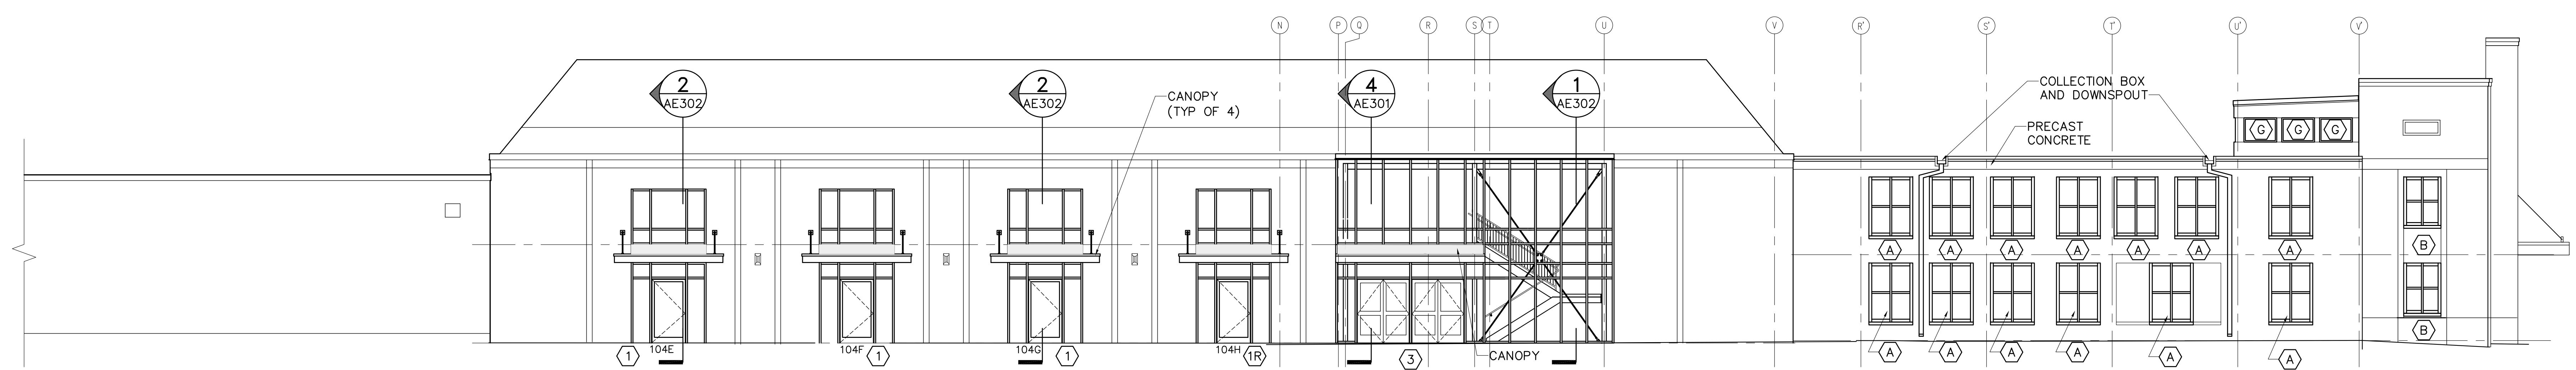 N
P
Q
R
S
T
U
V
R'
S'
T'
U'
V'
2
AE302
2
AE302
4
AE301
1
AE302
CANOPY
(TYP OF 4)
COLLECTION BOX
AND DOWNSPOUT
PRECAST
CONCRETE
G
G
G
A
A
A
A
A
A
A
B
B
1
104E
104F
1
104G
1
104H
1R
3
CANOPY
A
A
A
A
A
A